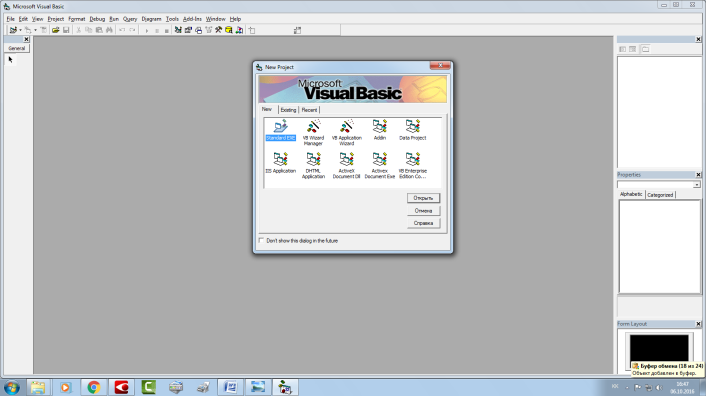 Microsoft Visual Basic
File Edit View Project Format Debug Run Query Diagram Tools Add-Ins Window Help
General
New Project
Microsoft
Visual Basic
New Existing Recent
Standard EXE VB Wizard Manager VB Application Wizard Addin Data Project
IIS Application DHTML Application ActiveX Document Dll Activex Document Exe VB Enterprise Edition Co...
Открыть
Отмена
Справка
Don't show this dialog in the future
Properties
Alphabetic Categorized
Form Layout
Буфер обмена (18 из 24)
Объект добавлен в буфер.
16:47
06.10.2016